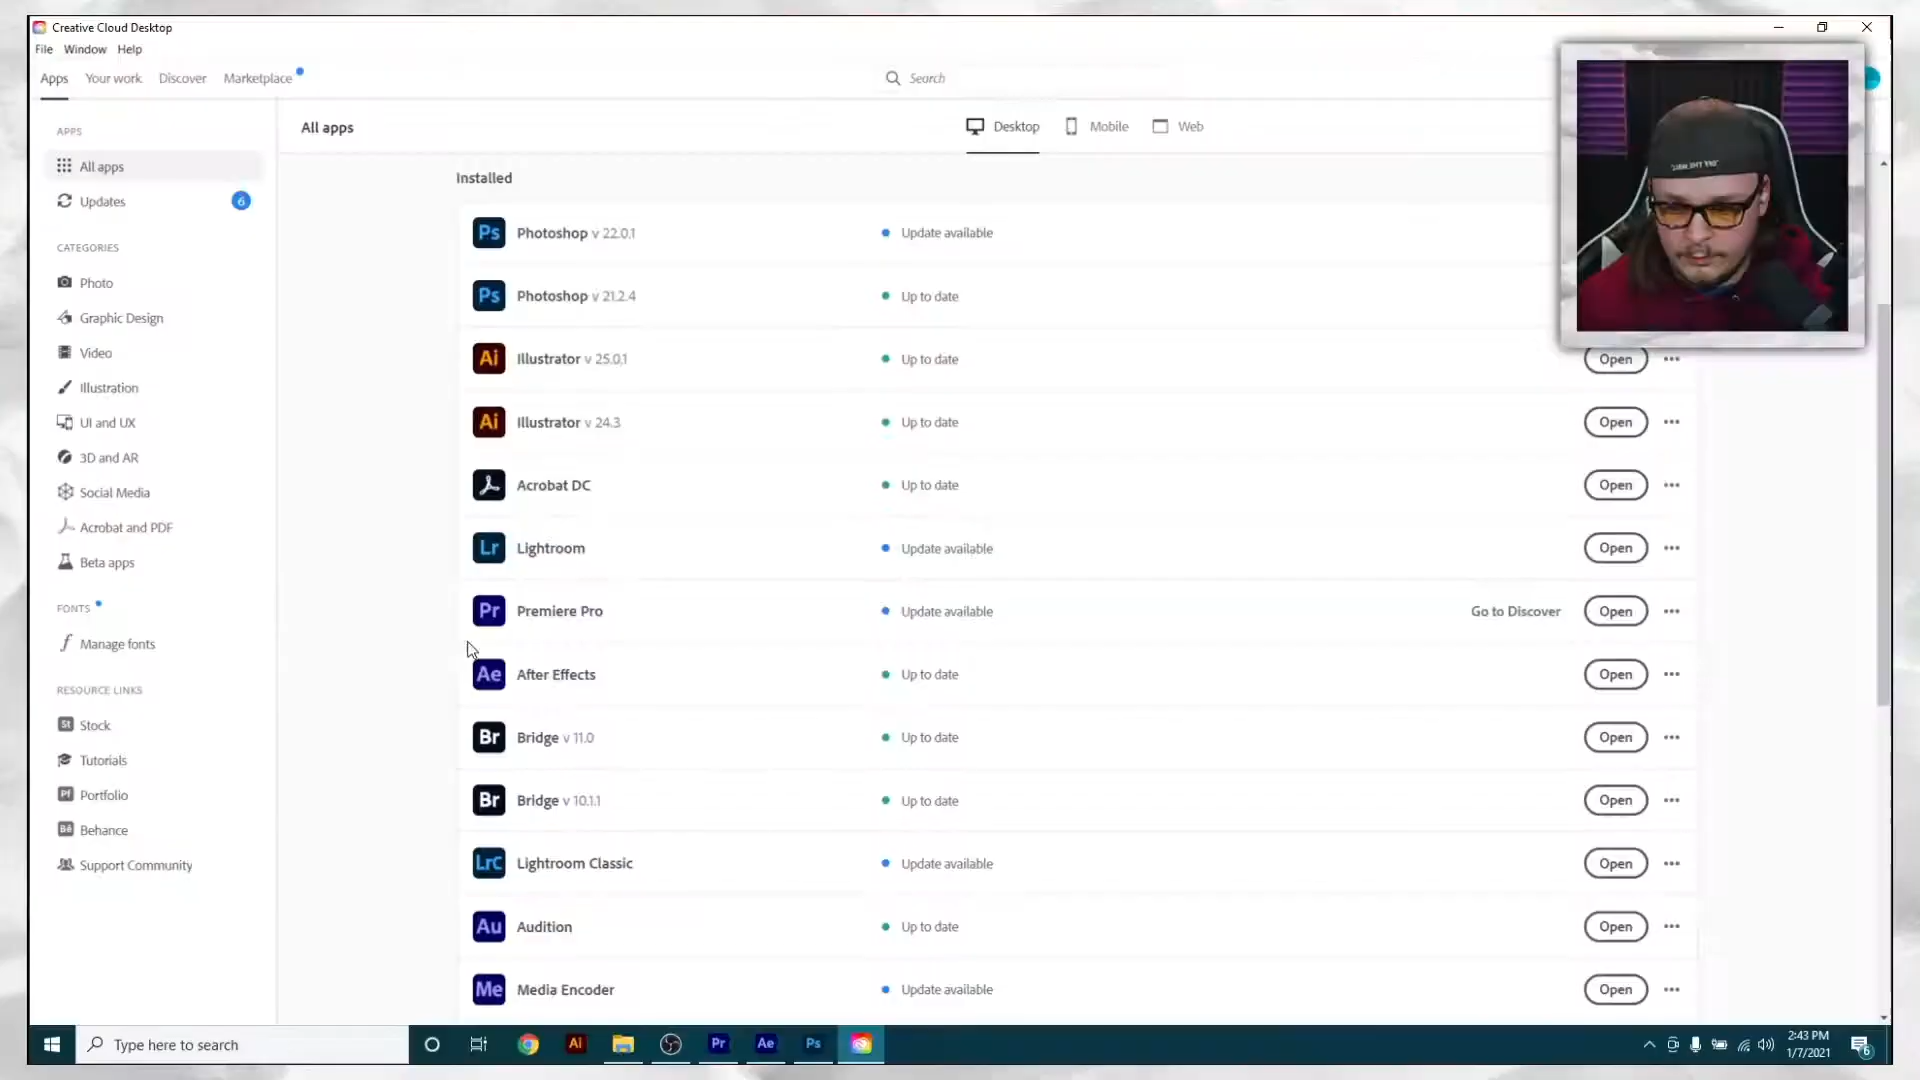 Creative Cloud Desktop
File Window Help
Apps Your work Discover Marketplace
Search
APPS
All apps
Updates 6
CATEGORIES
Photo
Graphic Design
Video
Illustration
UI and UX
3D and AR
Social Media
Acrobat and PDF
Beta apps
FONTS
Manage fonts
RESOURCE LINKS
St Stock
Tutorials
Pf Portfolio
Bē Behance
Support Community
All apps
Desktop Mobile Web
Installed
Ps Photoshop v 22.0.1 Update available
Ps Photoshop v 21.2.4 Up to date
Ai Illustrator v 25.0.1 Up to date Open
Ai Illustrator v 24.3 Up to date Open
Acrobat DC Up to date Open
Lr Lightroom Update available Open
Pr Premiere Pro Update available Go to Discover Open
Ae After Effects Up to date Open
Br Bridge v 11.0 Up to date Open
Br Bridge v 10.1.1 Up to date Open
LrC Lightroom Classic Update available Open
Au Audition Up to date Open
Me Media Encoder Update available Open
Type here to search
Ai Pr Ae Ps
2:43 PM
1/7/2021
6